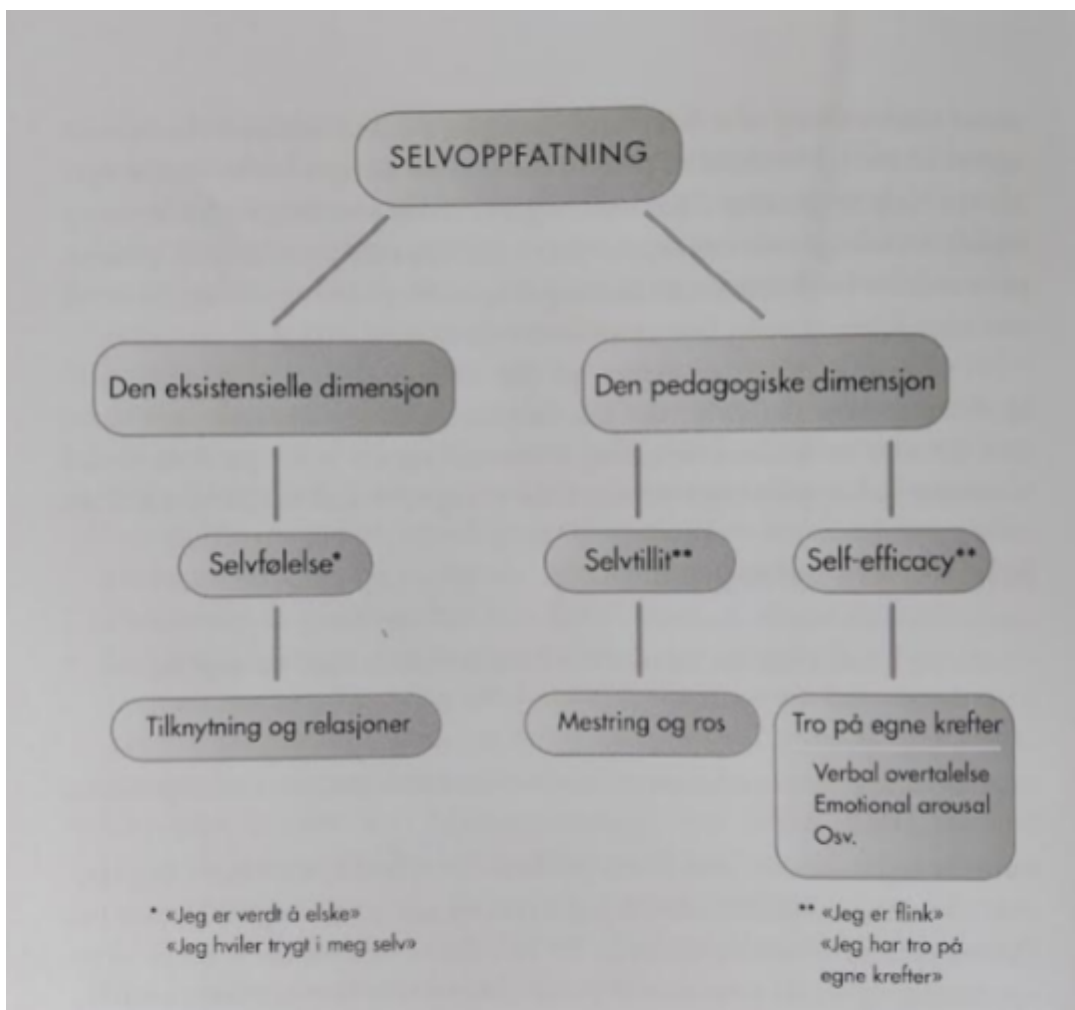 SELVOPPFATNING
Den eksistensielle dimensjon
Den pedagogiske dimensjon
Selvfølelse*
Selvtillit**
Self-efficacy**
Tilknytning og relasjoner
Mestring og ros
Tro på egne krefter
Verbal overtalelse
Emotional arousal
Osv.
* «Jeg er verdt å elske»
«Jeg hviler trygt i meg selv»
** «Jeg er flink»
«Jeg har tro på
egne krefter»